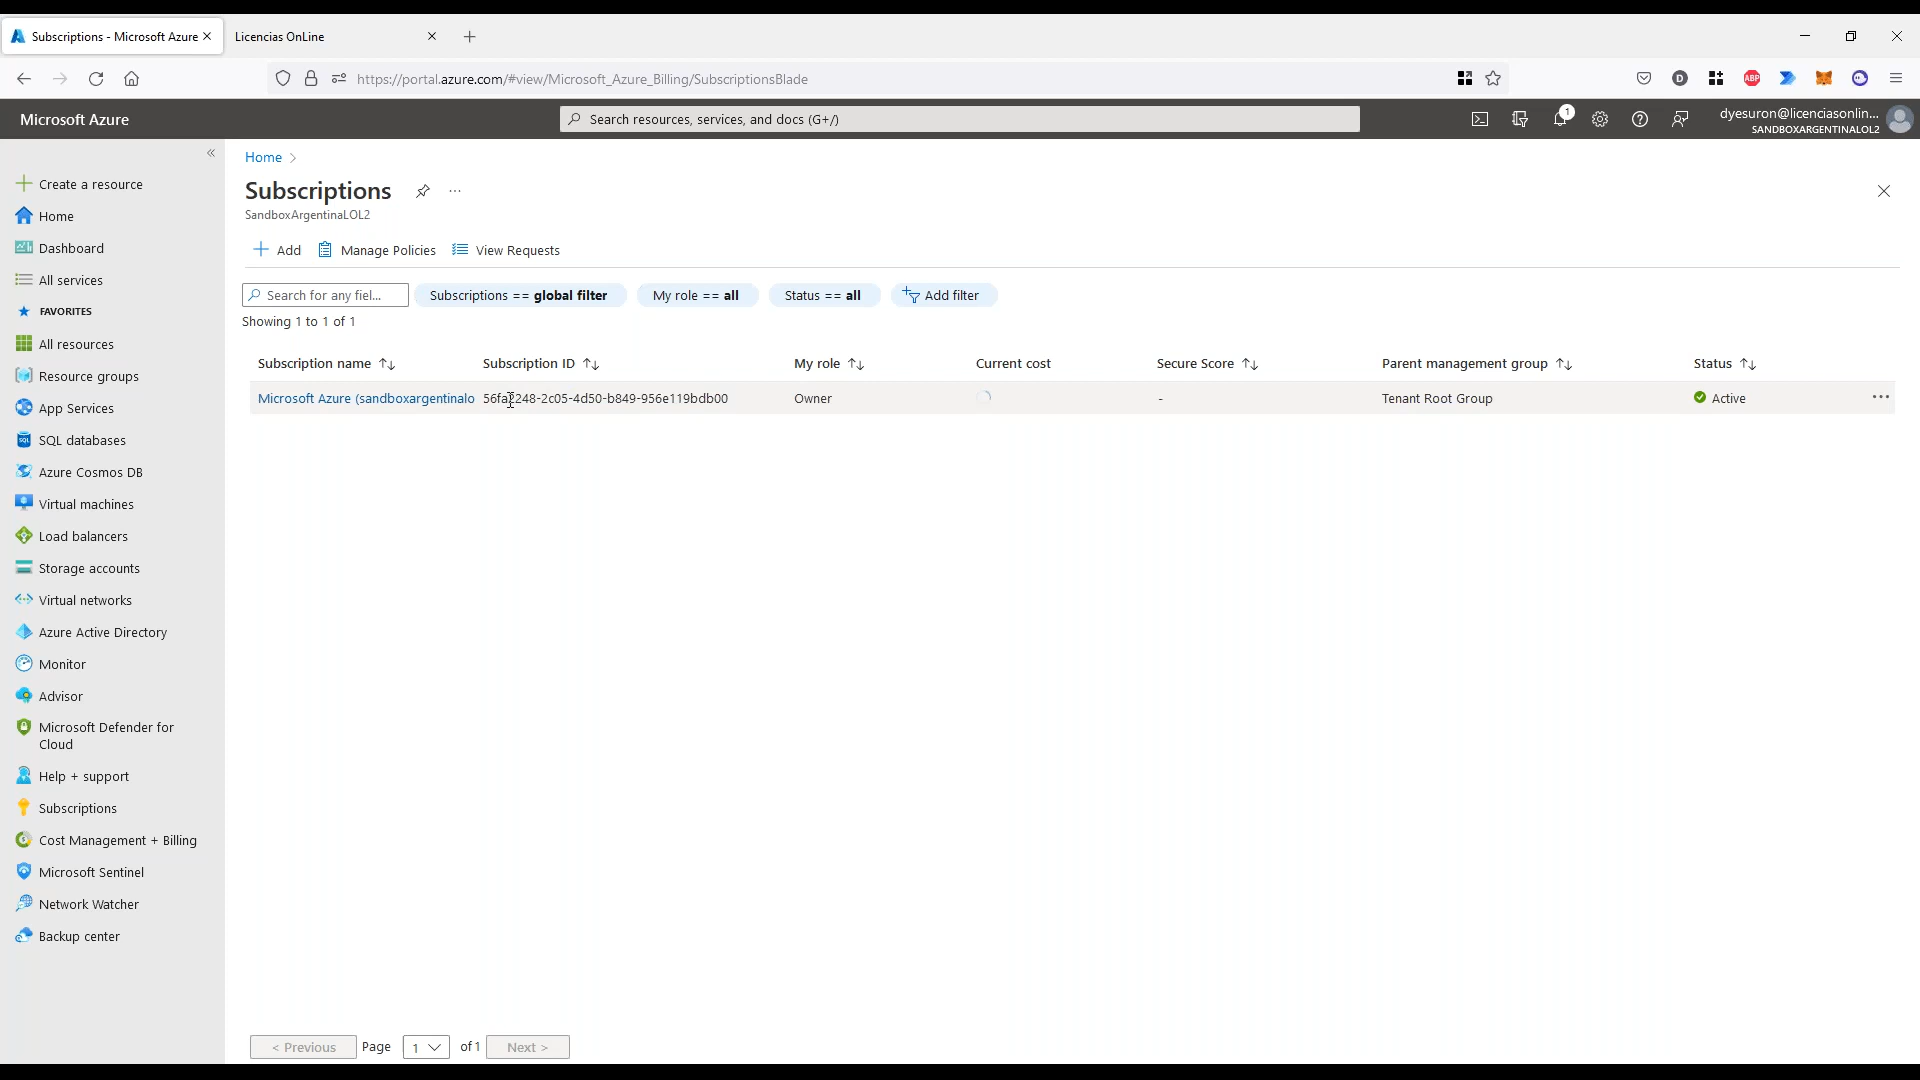 Subscriptions - Microsoft Azure
Licencias OnLine
https://portal.azure.com/#view/Microsoft_Azure_Billing/SubscriptionsBlade
D
ABP
Microsoft Azure
Search resources, services, and docs (G+/)
1
dyesuron@licenciasonlin...
SANDBOXARGENTINALOL2
Create a resource
Home
Dashboard
All services
FAVORITES
All resources
Resource groups
App Services
SQL databases
Azure Cosmos DB
Virtual machines
Load balancers
Storage accounts
Virtual networks
Azure Active Directory
Monitor
Advisor
Microsoft Defender for
Cloud
Help + support
Subscriptions
Cost Management + Billing
Microsoft Sentinel
Network Watcher
Backup center
Home >
Subscriptions
...
SandboxArgentinaLOL2
Add
Manage Policies
View Requests
Search for any fiel...
Subscriptions == global filter
My role == all
Status == all
Add filter
Showing 1 to 1 of 1
Subscription name
Subscription ID
My role
Current cost
Secure Score
Parent management group
Status
Microsoft Azure (sandboxargentinalo
Owner
-
Tenant Root Group
Active
...
< Previous
Page
1
of 1
Next >